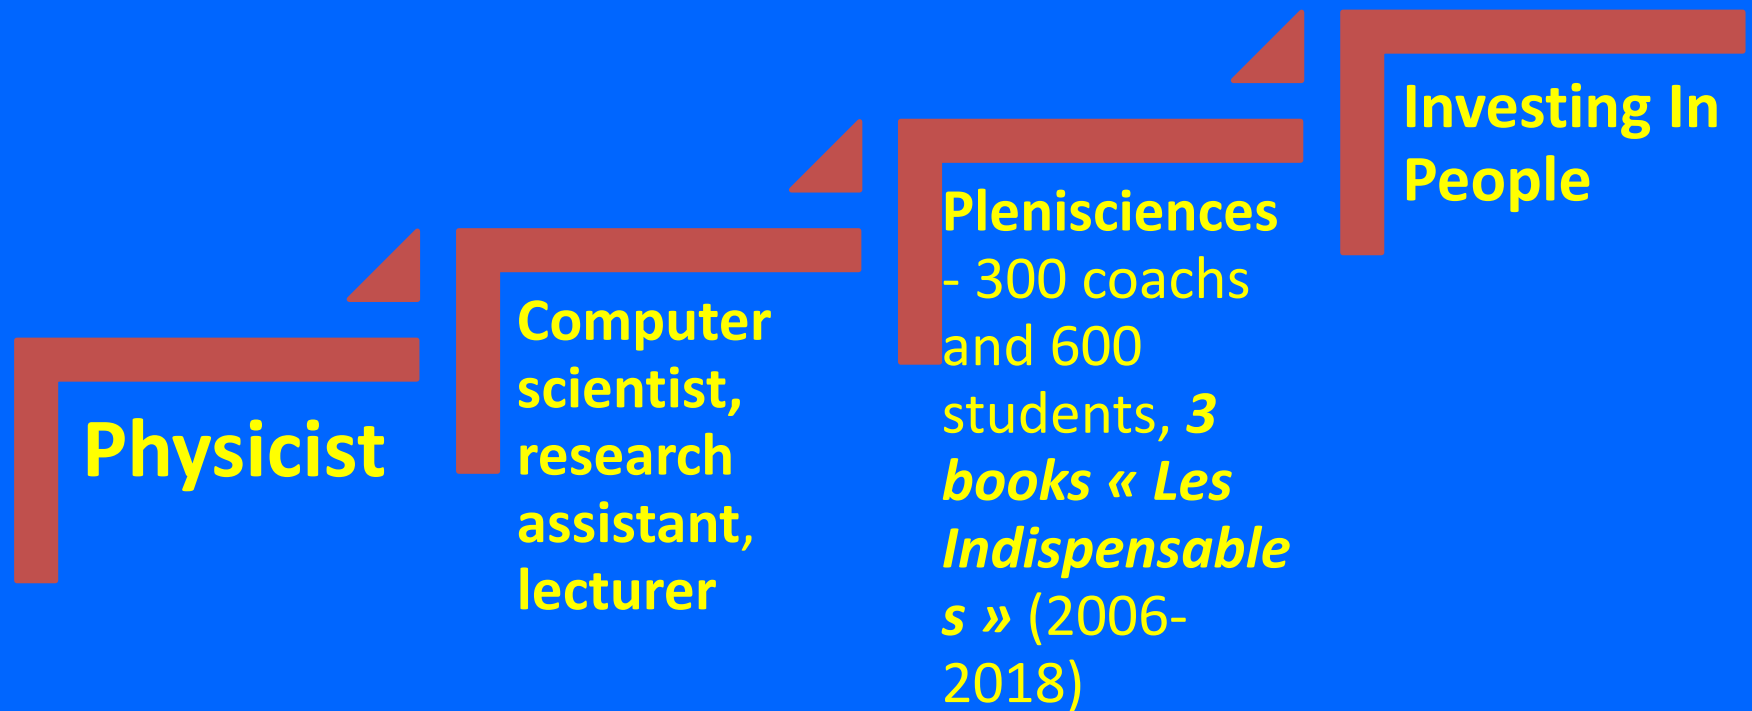 Physicist
Computer
scientist,
research
assistant,
lecturer
Plenisciences
- 300 coachs
and 600
students, 3
books « Les
Indispensable
s » (2006-
2018)
Investing In
People